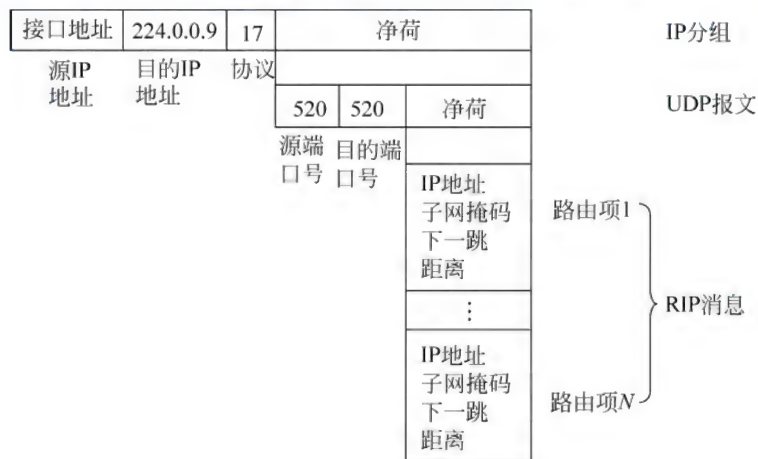 接口地址 224.0.0.9 17 净荷 IP分组
源IP 目的IP 协议
地址 地址
520 520 净荷 UDP报文
源端 目的端
口号 口号
IP地址
子网掩码 路由项1
下一跳
距离
⋮ RIP消息
IP地址
子网掩码
下一跳 路由项N
距离